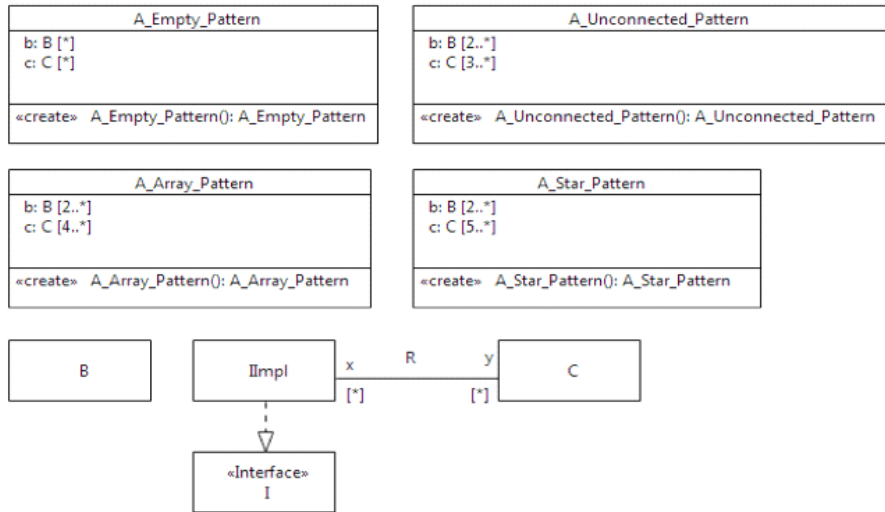 A_Empty_Pattern
b: B [*]
c: C [*]
«create» A_Empty_Pattern(): A_Empty_Pattern
A_Unconnected_Pattern
b: B [2..*]
c: C [3..*]
«create» A_Unconnected_Pattern(): A_Unconnected_Pattern
A_Array_Pattern
b: B [2..*]
c: C [4..*]
«create» A_Array_Pattern(): A_Array_Pattern
A_Star_Pattern
b: B [2..*]
c: C [5..*]
«create» A_Star_Pattern(): A_Star_Pattern
B
IImpl
x R y
[*] [*]
C
«Interface»
I